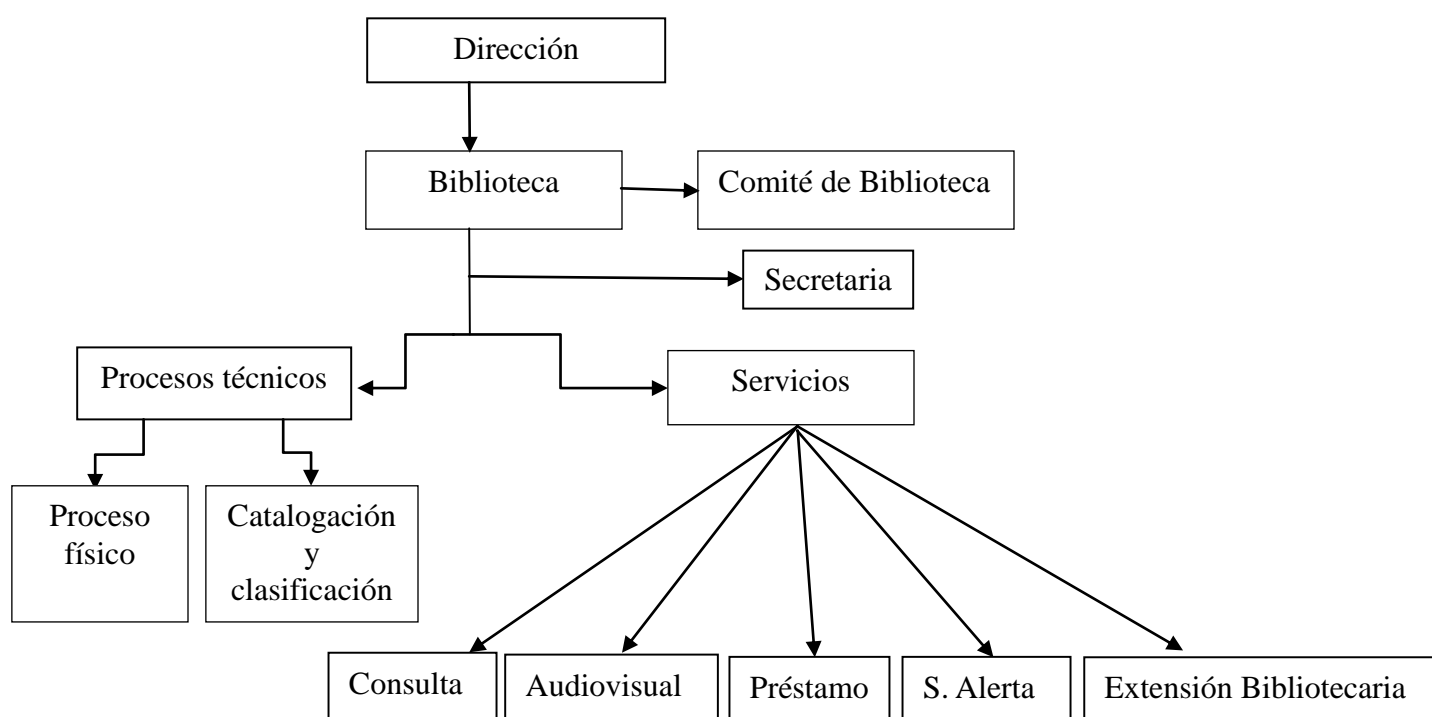 Dirección
Biblioteca
Comité de Biblioteca
Secretaria
Procesos técnicos
Servicios
Proceso
físico
Catalogación
y
clasificación
Consulta
Audiovisual
Préstamo
S. Alerta
Extensión Bibliotecaria